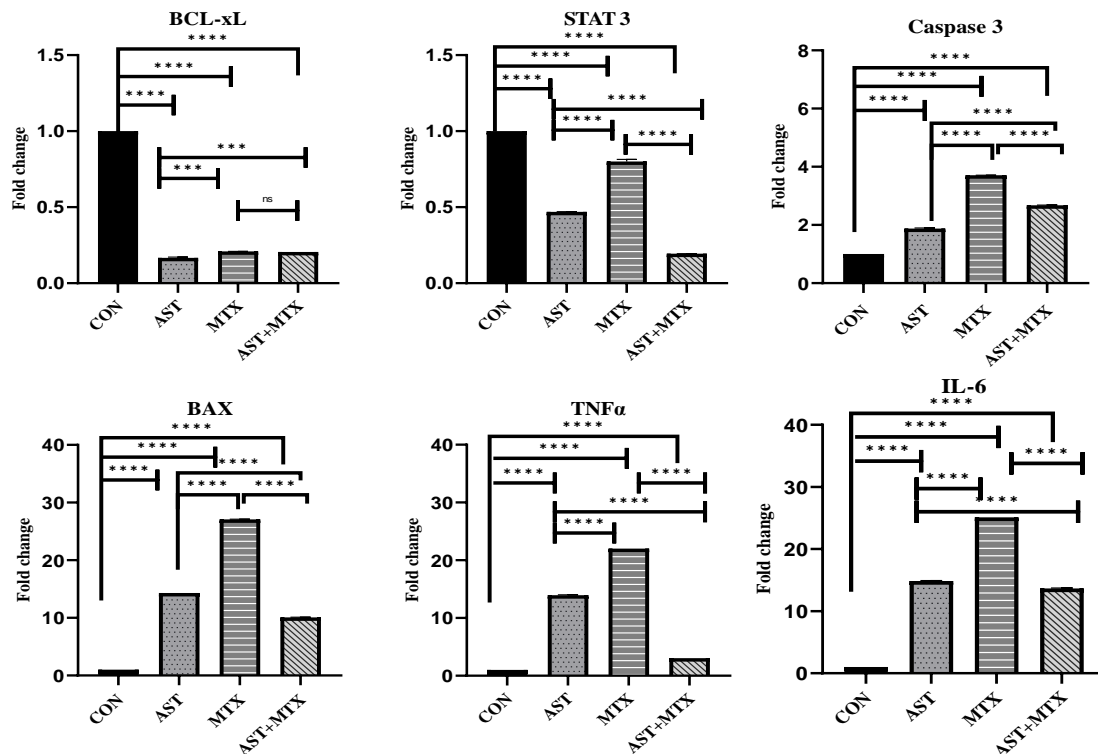 BCL-xL
****
1.5
****
****
1.0
***
***
0.5
ns
0.0
Fold change
CON
AST
MTX
AST+MTX
STAT 3
****
1.5
****
****
****
1.0
****
****
0.5
0.0
Fold change
CON
AST
MTX
AST+MTX
Caspase 3
8
****
****
6
****
****
****
****
4
2
0
Fold change
CON
AST
MTX
AST+MTX
BAX
****
40
****
****
****
****
****
30
20
10
0
Fold change
CON
AST
MTX
AST+MTX
TNFα
****
40
****
****
****
30
****
****
20
10
0
Fold change
CON
AST
MTX
AST+MTX
IL-6
****
40
****
****
****
****
30
****
20
10
0
Fold change
CON
AST
MTX
AST+MTX